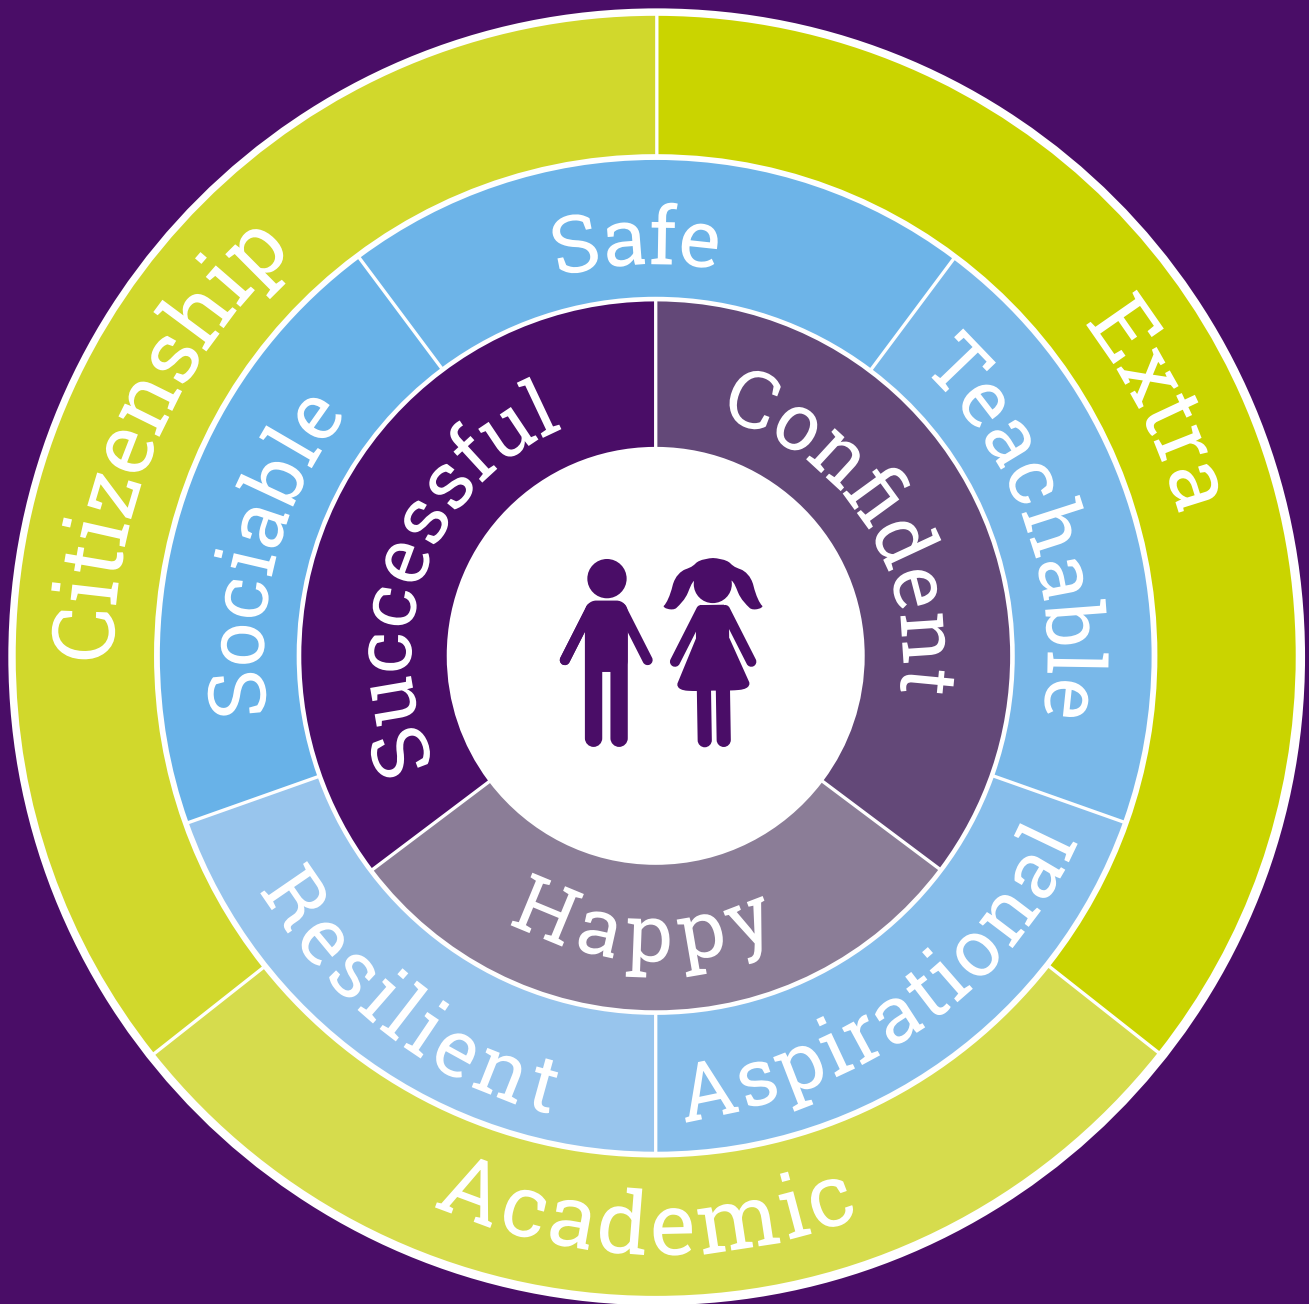 Citizenship
Extra
Academic
Safe
Teachable
Aspirational
Resilient
Sociable
Successful
Confident
Happy